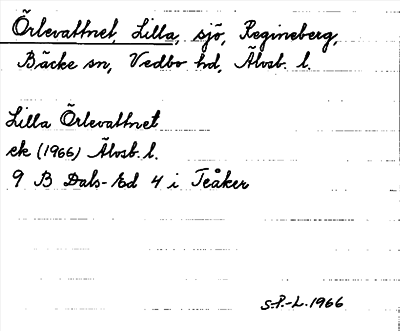 Örlevattnet, Lilla, sjö, Regineberg,
Bäcke sn, Vedbo hd, Älvsb. l.
Lilla Örlevattnet
ek (1966) Älvsb. l.
9 B Dals-Ed 4 i Teåker
S.-P.-L. 1966